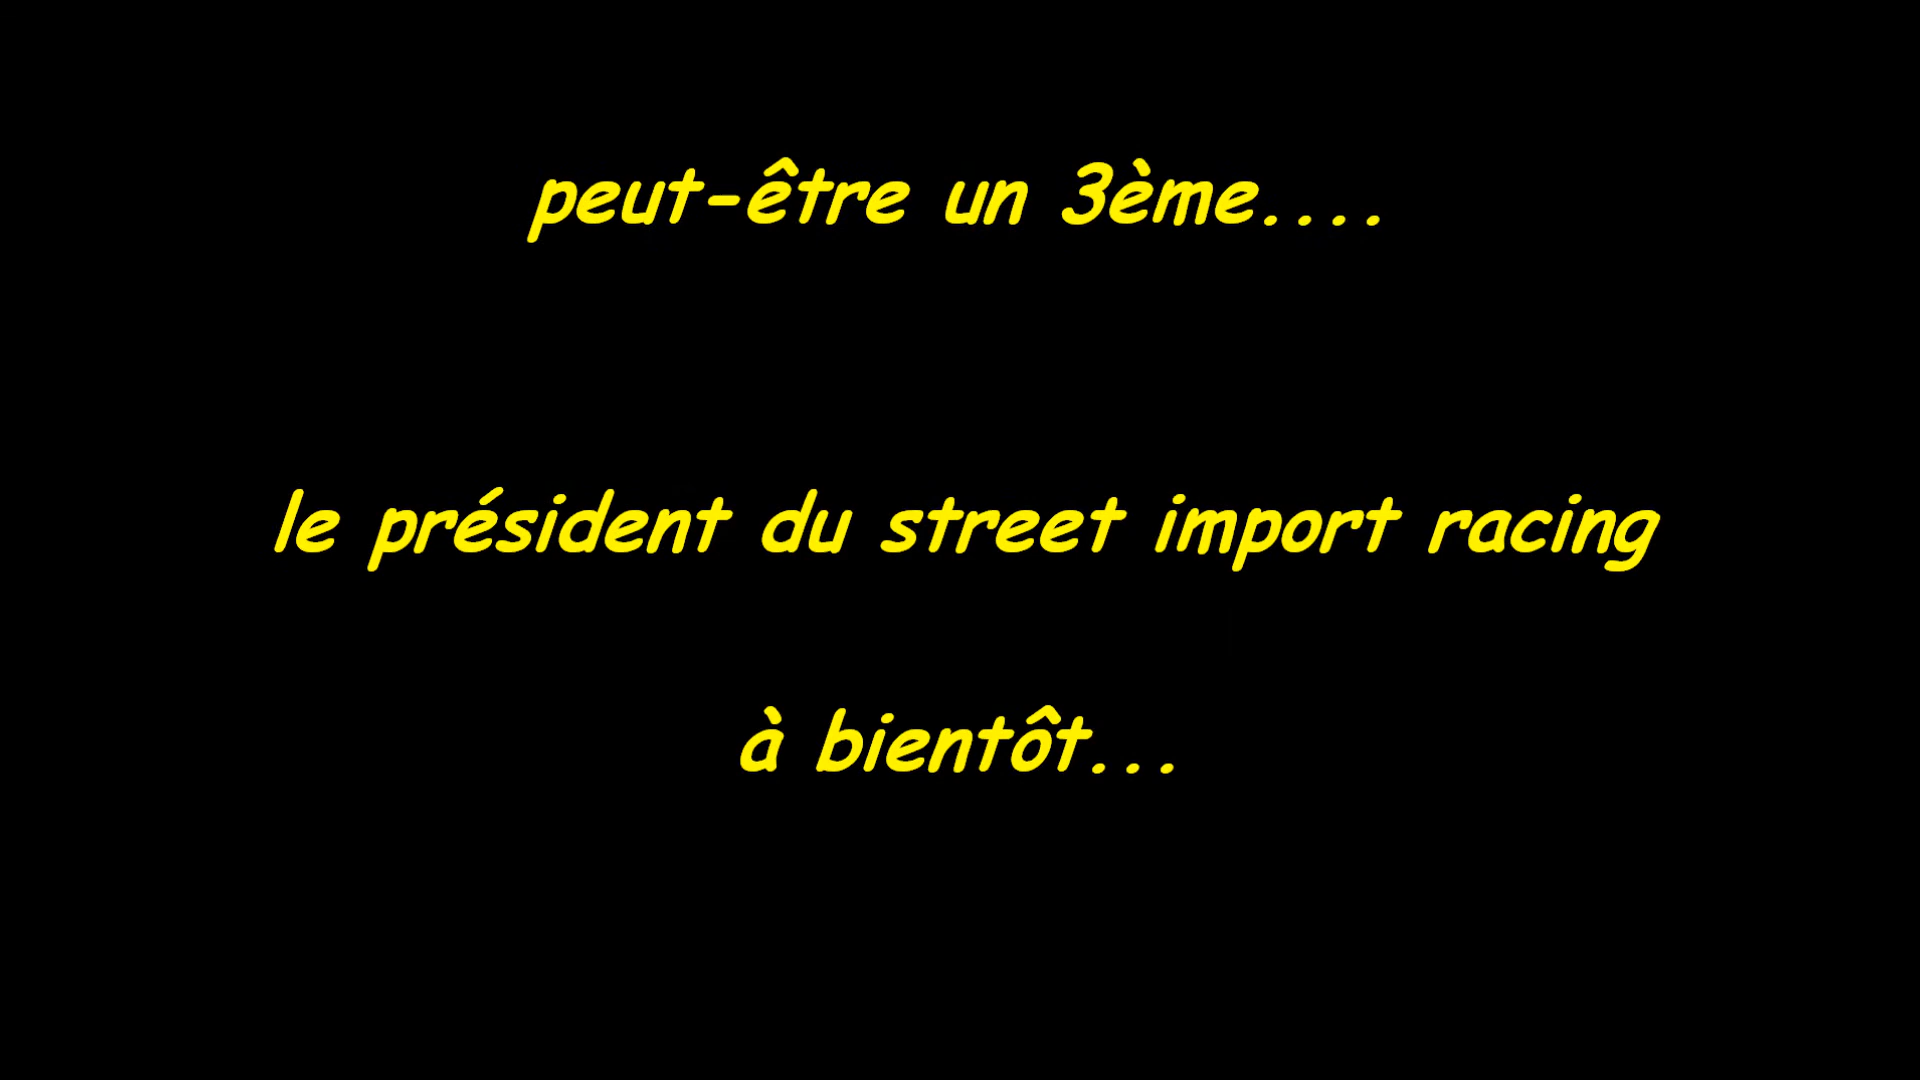 peut-être un 3ème....
le président du street import racing
à bientôt...